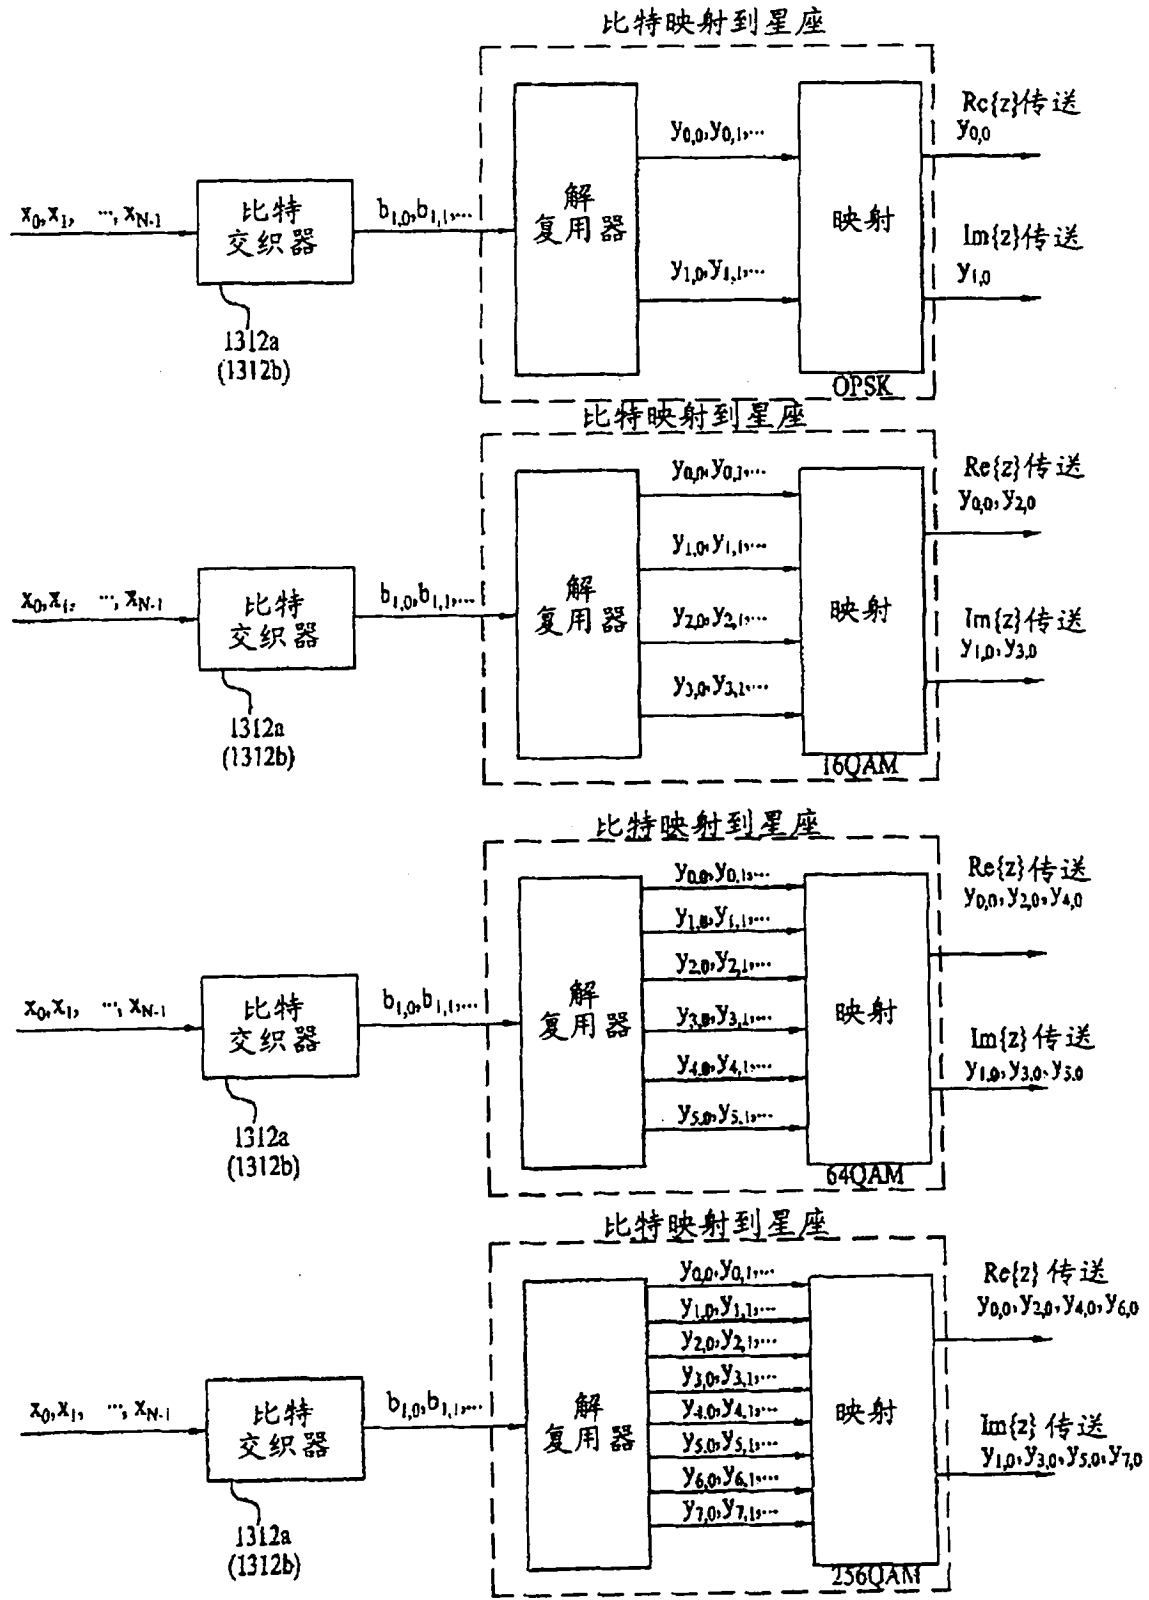 比特映射到星座
x0,x1, ···, xN-1
比特
交织器
1312a
(1312b)
b1,0,b1,1,···
解
复用器
y0,0,y0,1,···
y1,0,y1,1,···
映射
QPSK
Re{z}传送
y0,0
Im{z}传送
y1,0
比特映射到星座
x0,x1, ···, xN-1
比特
交织器
1312a
(1312b)
b1,0,b1,1,···
解
复用器
y0,0,y0,1,···
y1,0,y1,1,···
y2,0,y2,1,···
y3,0,y3,1,···
映射
16QAM
Re{z}传送
y0,0,y2,0
Im{z}传送
y1,0,y3,0
比特映射到星座
x0,x1, ···, xN-1
比特
交织器
1312a
(1312b)
b1,0,b1,1,···
解
复用器
y0,0,y0,1,···
y1,0,y1,1,···
y2,0,y2,1,···
y3,0,y3,1,···
y4,0,y4,1,···
y5,0,y5,1,···
映射
64QAM
Re{z}传送
y0,0,y2,0,y4,0
Im{z}传送
y1,0,y3,0,y5,0
比特映射到星座
x0,x1, ···, xN-1
比特
交织器
1312a
(1312b)
b1,0,b1,1,···
解
复用器
y0,0,y0,1,···
y1,0,y1,1,···
y2,0,y2,1,···
y3,0,y3,1,···
y4,0,y4,1,···
y5,0,y5,1,···
y6,0,y6,1,···
y7,0,y7,1,···
映射
256QAM
Re{z}传送
y0,0,y2,0,y4,0,y6,0
Im{z}传送
y1,0,y3,0,y5,0,y7,0